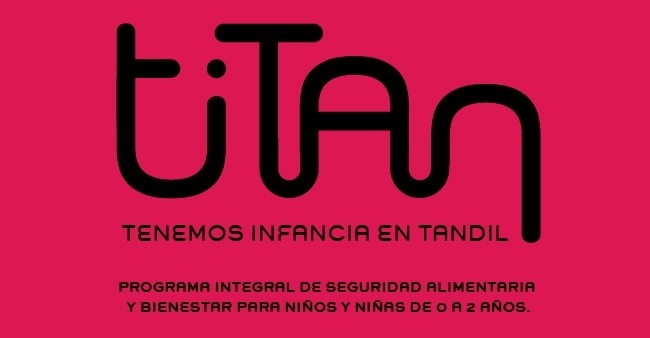 tiTAn
TENEMOS INFANCIA EN TANDIL
PROGRAMA INTEGRAL DE SEGURIDAD ALIMENTARIA
Y BIENESTAR PARA NIÑOS Y NIÑAS DE 0 A 2 AÑOS.